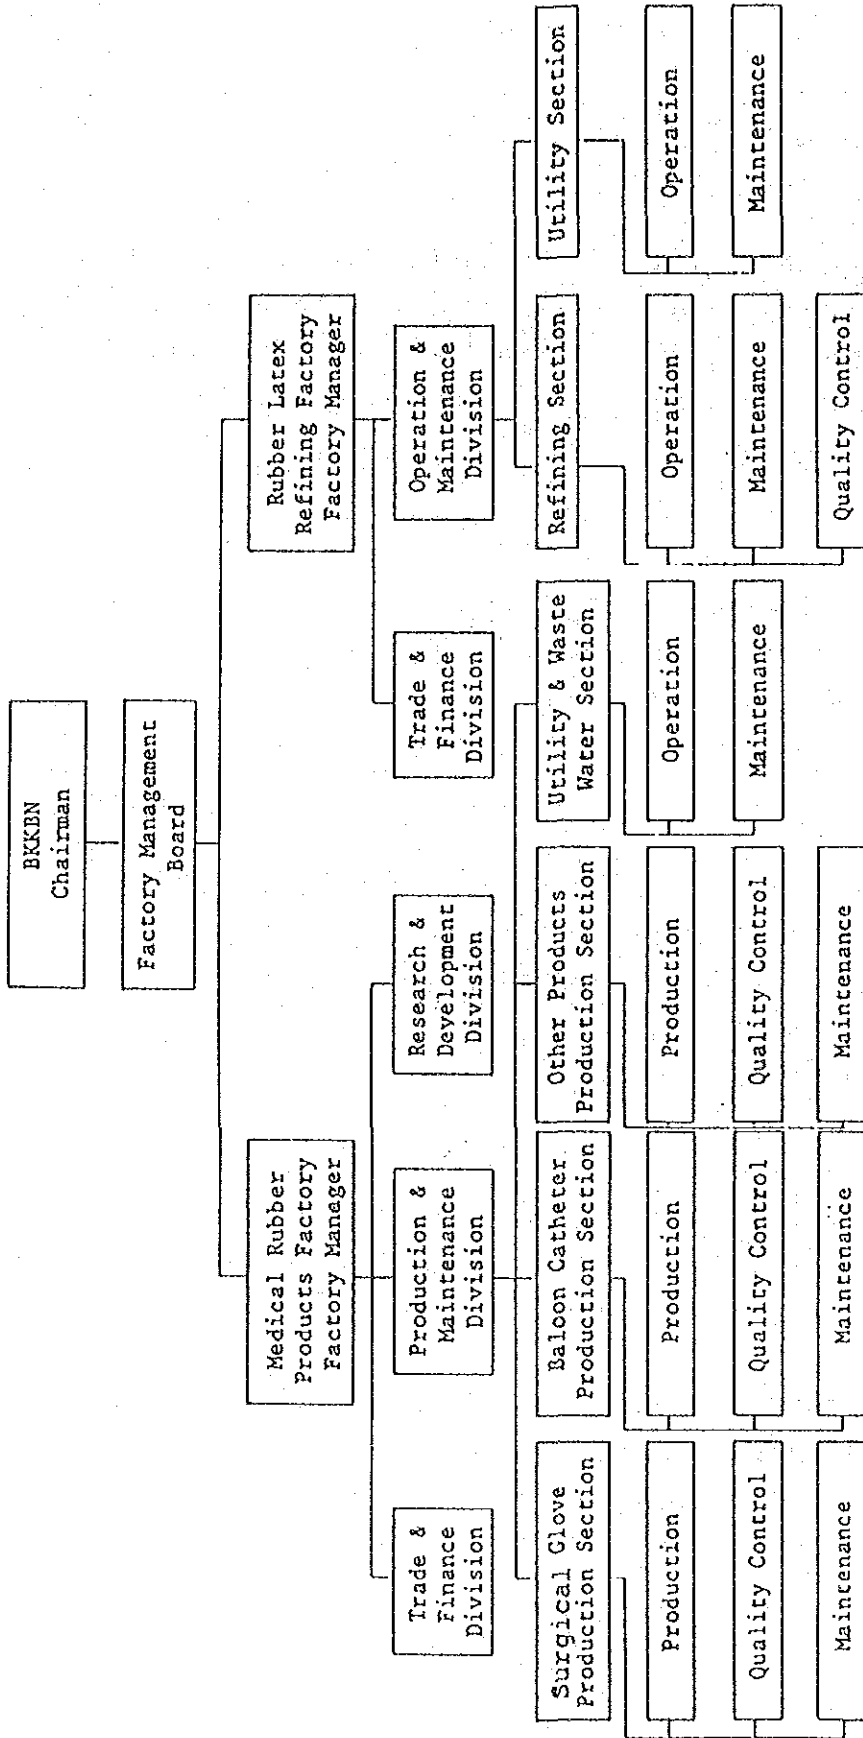 BKKBN
Chairman
Factory Management
Board
Medical Rubber
Products Factory
Factory Manager
Rubber Latex
Refining Factory
Factory Manager
Trade &
Finance
Division
Production &
Maintenance
Division
Research &
Development
Division
Trade &
Finance
Division
Operation &
Maintenance
Division
Surgical Glove
Production Section
Baloon Catheter
Production Section
Other Products
Production Section
Utility & Waste
Water Section
Refining Section
Utility Section
Production
Production
Production
Operation
Operation
Operation
Quality Control
Quality Control
Quality Control
Maintenance
Maintenance
Maintenance
Maintenance
Maintenance
Maintenance
Quality Control